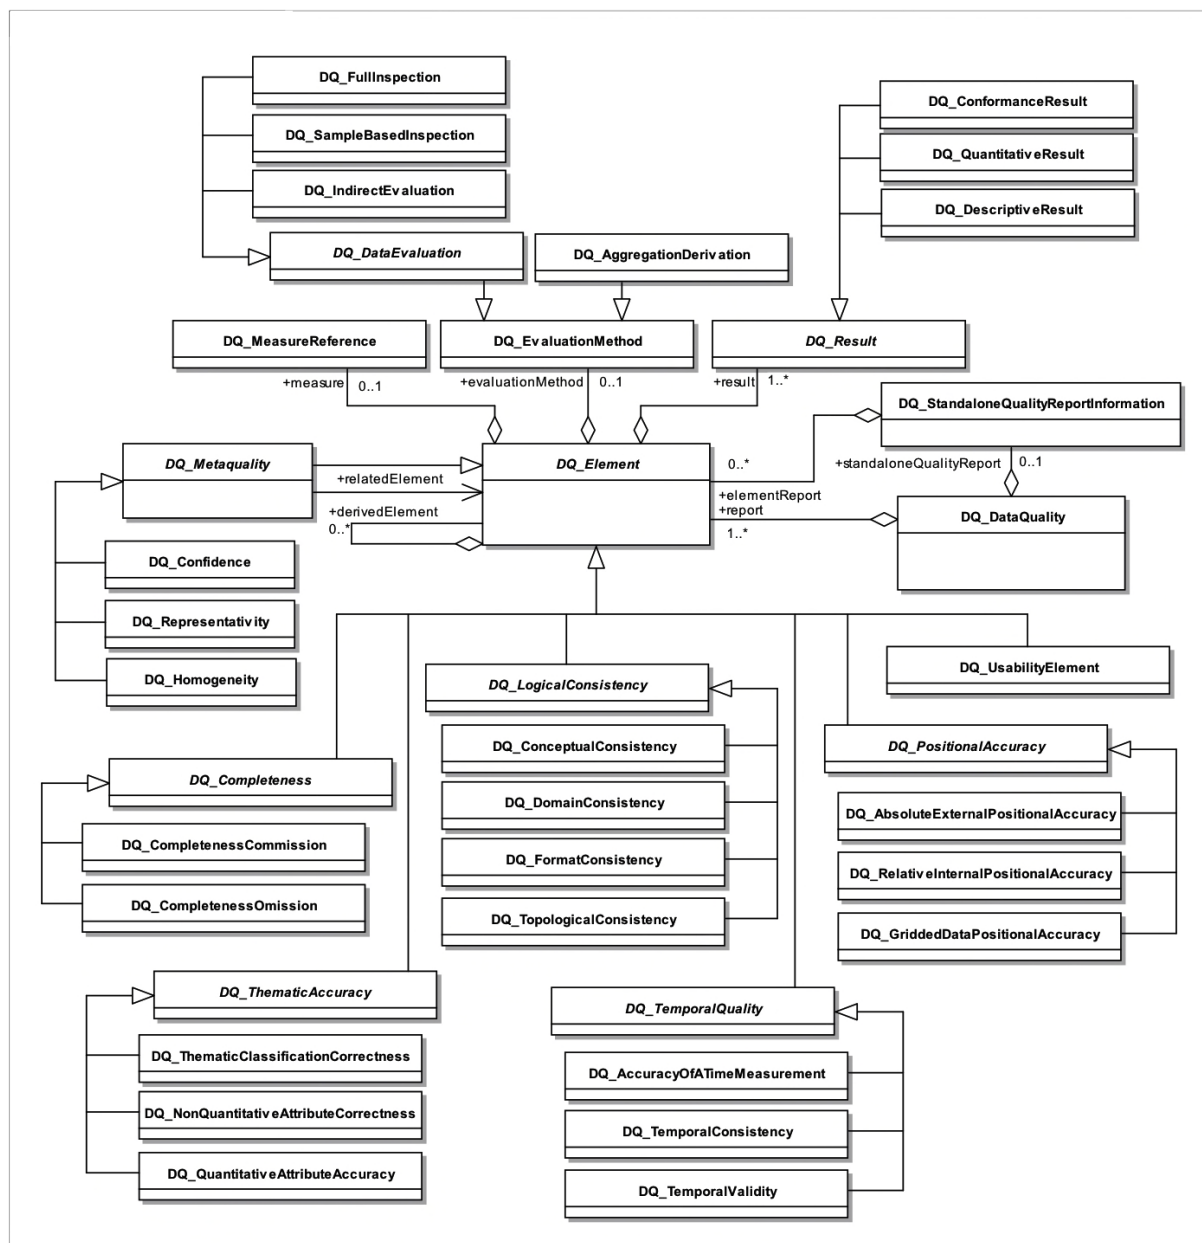 DQ_FullInspection
DQ_SampleBasedInspection
DQ_IndirectEvaluation
DQ_ConformanceResult
DQ_QuantitativeResult
DQ_DescriptiveResult
DQ_DataEvaluation
DQ_AggregationDerivation
DQ_MeasureReference
DQ_EvaluationMethod
DQ_Result
+measure
0..1
+evaluationMethod
0..1
+result
1..*
DQ_StandaloneQualityReportInformation
DQ_Metaquality
+relatedElement
+derivedElement
0..*
DQ_Element
0..*
+elementReport
+report
1..*
+standaloneQualityReport
0..1
DQ_DataQuality
DQ_Confidence
DQ_Representativity
DQ_Homogeneity
DQ_LogicalConsistency
DQ_ConceptualConsistency
DQ_DomainConsistency
DQ_FormatConsistency
DQ_TopologicalConsistency
DQ_UsabilityElement
DQ_PositionalAccuracy
DQ_AbsoluteExternalPositionalAccuracy
DQ_RelativeInternalPositionalAccuracy
DQ_GriddedDataPositionalAccuracy
DQ_Completeness
DQ_CompletenessCommission
DQ_CompletenessOmission
DQ_ThematicAccuracy
DQ_ThematicClassificationCorrectness
DQ_NonQuantitativeAttributeCorrectness
DQ_QuantitativeAttributeAccuracy
DQ_TemporalQuality
DQ_AccuracyOfATimeMeasurement
DQ_TemporalConsistency
DQ_TemporalValidity